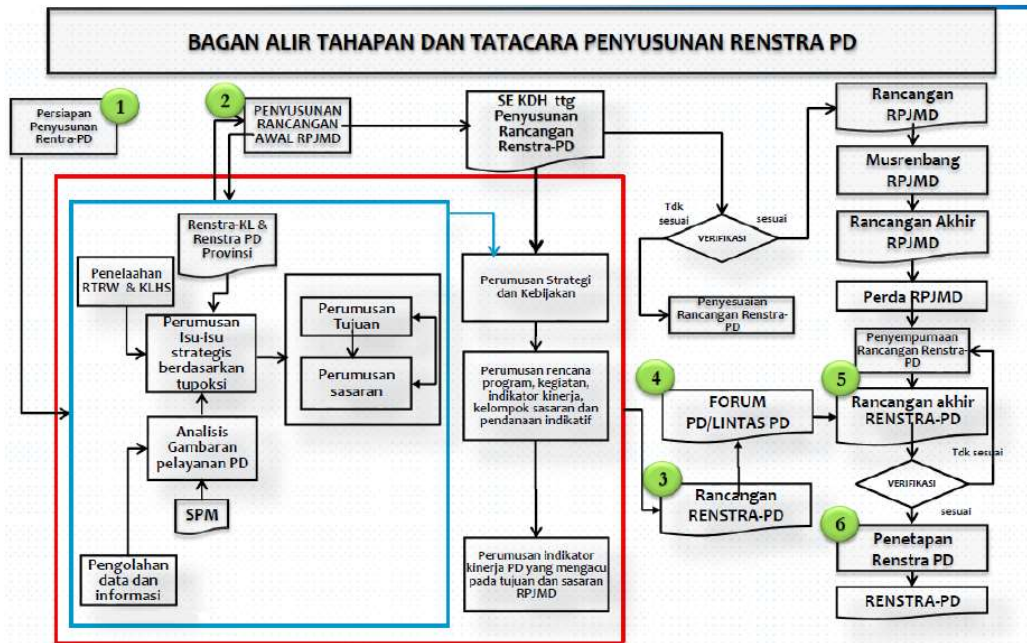 BAGAN ALIR TAHAPAN DAN TATACARA PENYUSUNAN RENSTRA PD
1
Persiapan
Penyusunan
Rentra-PD
2
PENYUSUNAN
RANCANGAN
AWAL RPJMD
SE KDH ttg
Penyusunan
Rancangan
Renstra-PD
Rancangan
RPJMD
Musrenbang
RPJMD
Tdk
sesuai
sesuai
VERIFIKASI
Rancangan Akhir
RPJMD
Renstra-KL &
Renstra PD
Provinsi
Penelaahan
RTRW & KLHS
Perumusan
Isu-Isu
strategis
berdasarkan
tupoksi
Perumusan
Tujuan
Perumusan
sasaran
Perumusan Strategi
dan Kebijakan
Penyesuaian
Rancangan Renstra-
PD
Perda RPJMD
Penyempurnaan
Rancangan Renstra-
PD
Perumusan rencana
program, kegiatan,
indikator kinerja,
kelompok sasaran dan
pendanaan indikatif
4
FORUM
PD/LINTAS PD
5
Rancangan akhir
RENSTRA-PD
Analisis
Gambaran
pelayanan PD
SPM
3
Rancangan
RENSTRA-PD
Tdk sesuai
VERIFIKASI
sesuai
Pengolahan
data dan
informasi
Perumusan indikator
kinerja PD yang mengacu
pada tujuan dan sasaran
RPJMD
6
Penetapan
Renstra PD
RENSTRA-PD